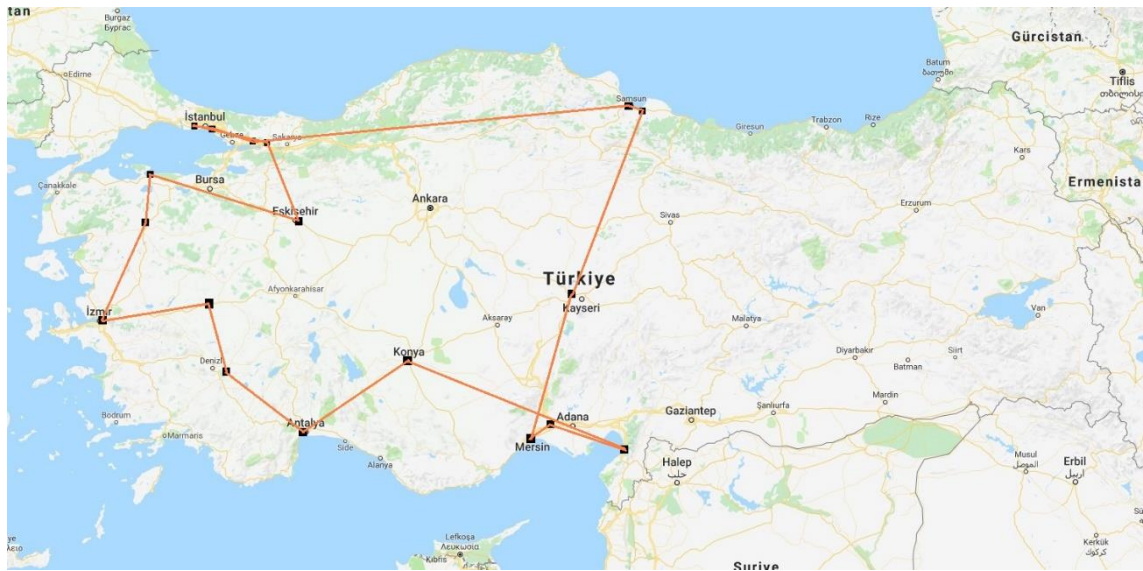 tan
Burgaz
Бургас
Edirne
İstanbul
Gebze
Sakarya
Samsun
Giresun
Trabzon
Rize
Batum
ბათუმი
Gürcistan
Tiflis
თბილისი
Kars
Ermenista
Çanakkale
Bursa
Eskişehir
Ankara
Sivas
Erzurum
Türkiye
Kayseri
İzmir
Afyonkarahisar
Aksaray
Malatya
Van
Denizli
Konya
Diyarbakır
Batman
Siirt
Bodrum
Marmaris
Antalya
Side
Alanya
Mersin
Adana
Gaziantep
Şanlıurfa
Mardin
Halep
حلب
Musul
الموصل
Erbil
اربيل
Lefkoşa
Λευκωσία
Kıbrıs
Kerkük
كركوك
Suriye
ye
λειο